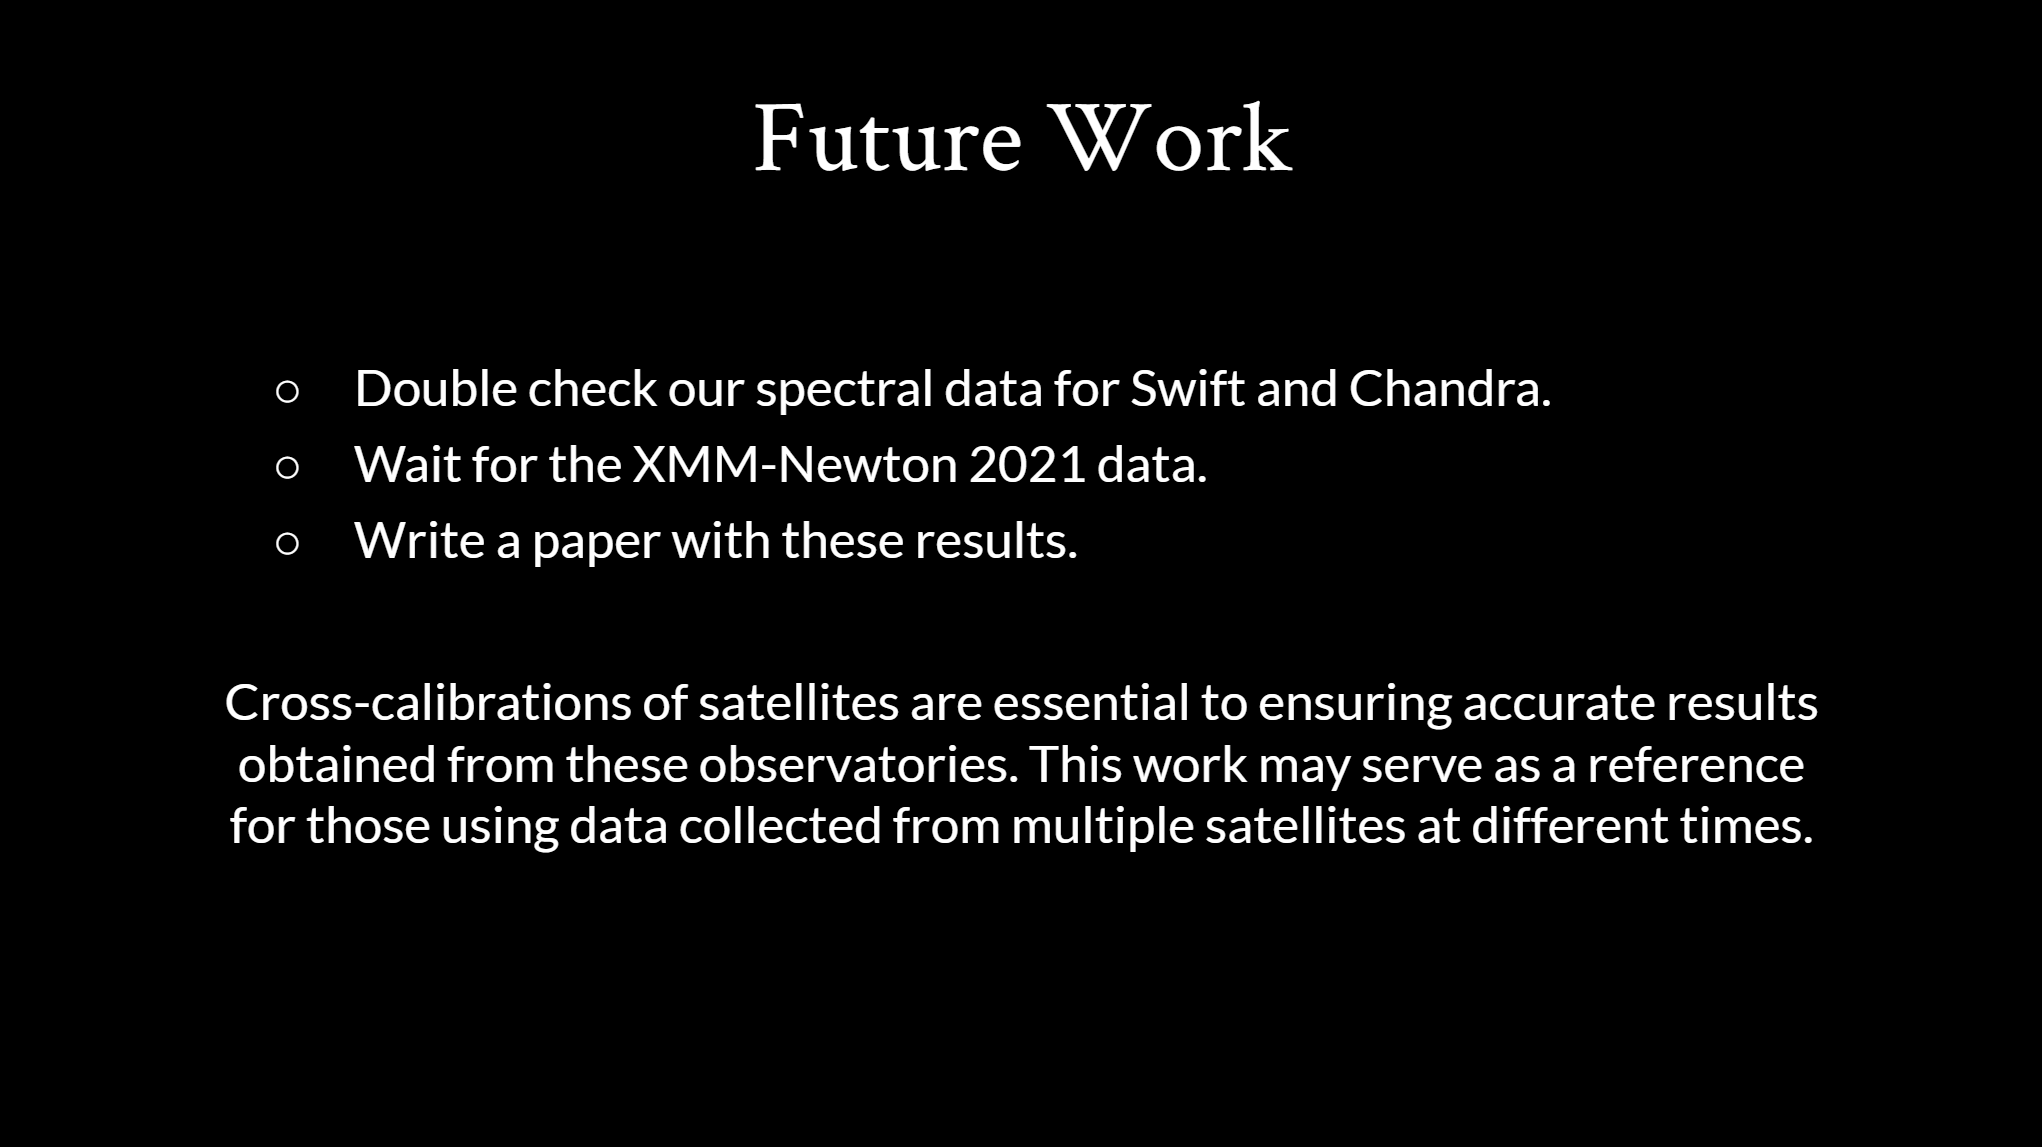 Future Work
○ Double check our spectral data for Swift and Chandra.
○ Wait for the XMM-Newton 2021 data.
○ Write a paper with these results.
Cross-calibrations of satellites are essential to ensuring accurate results
obtained from these observatories. This work may serve as a reference
for those using data collected from multiple satellites at different times.